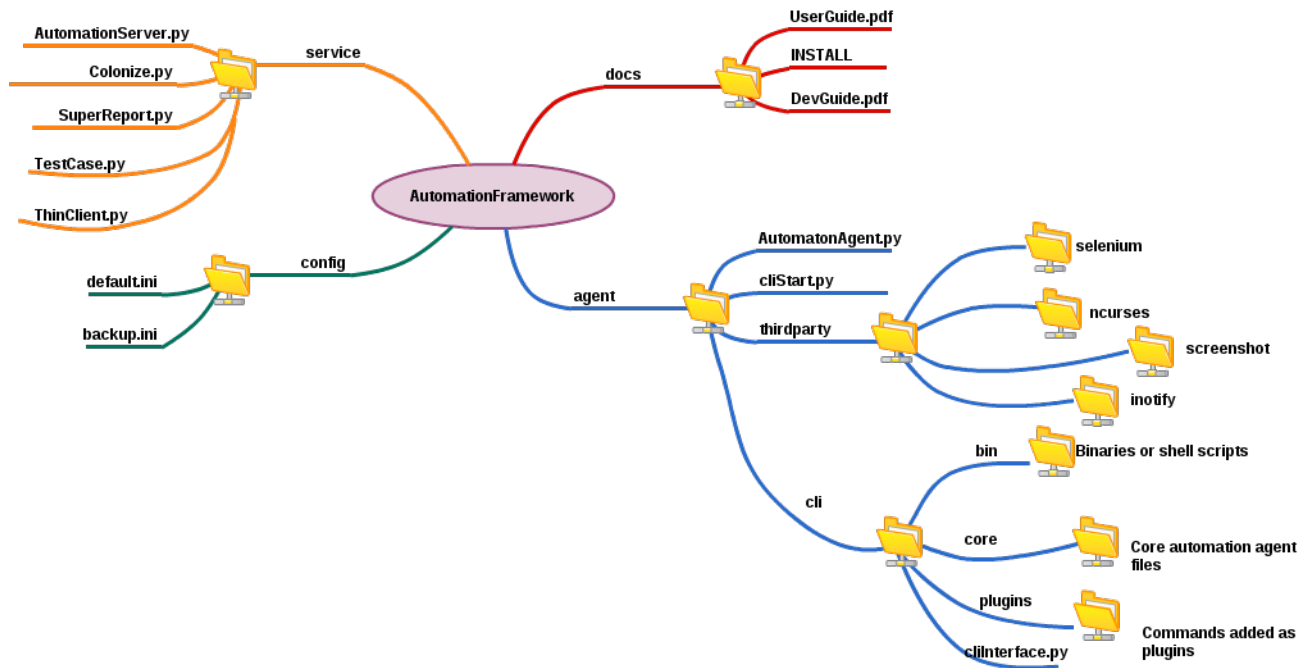 AutomationServer.py
Colonize.py
SuperReport.py
TestCase.py
ThinClient.py
service
default.ini
backup.ini
config
AutomationFramework
docs
UserGuide.pdf
INSTALL
DevGuide.pdf
agent
AutomatonAgent.py
cliStart.py
thirdparty
selenium
ncurses
screenshot
inotify
cli
bin
Binaries or shell scripts
core
Core automation agent
files
plugins
Commands added as
plugins
cliInterface.py